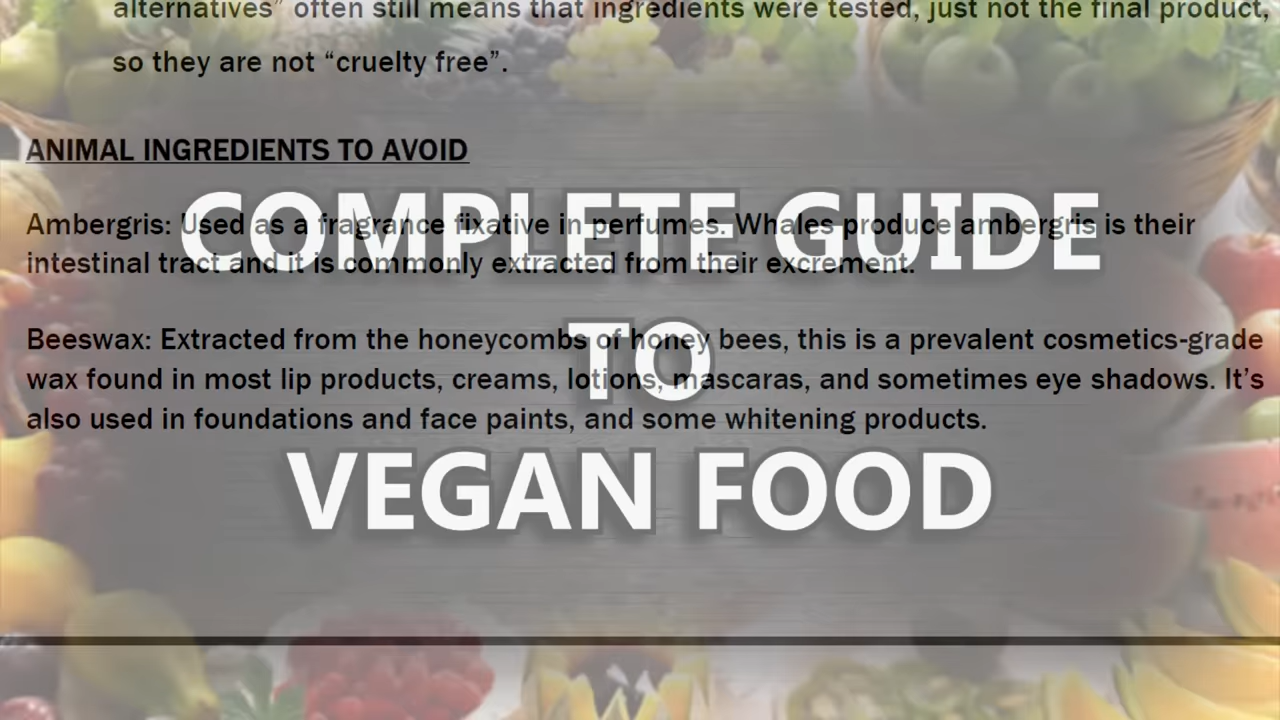 alternatives” often still means that ingredients were tested, just not the final product,
so they are not “cruelty free”.
ANIMAL INGREDIENTS TO AVOID
COMPLETE GUIDE
Ambergris: Used as a fragrance fixative in perfumes. Whales produce ambergris is their
intestinal tract and it is commonly extracted from their excrement.
TO
Beeswax: Extracted from the honeycombs of honey bees, this is a prevalent cosmetics-grade
wax found in most lip products, creams, lotions, mascaras, and sometimes eye shadows. It’s
also used in foundations and face paints, and some whitening products.
VEGAN FOOD